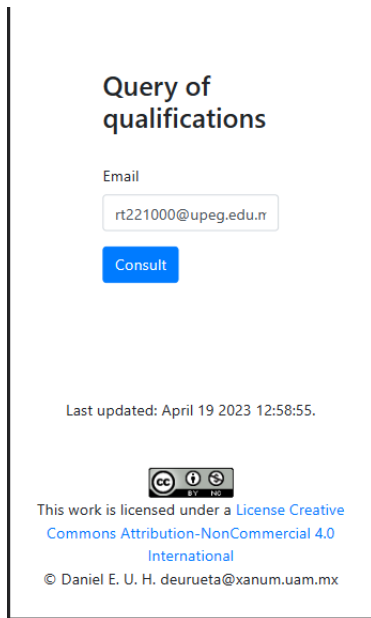 Query of
qualifications
Email
rt221000@upeg.edu.n
Consult
Last updated: April 19 2023 12:58:55.
cc
BY NC
This work is licensed under a License Creative
Commons Attribution-NonCommercial 4.0
International
© Daniel E. U. H. deurueta@xanum.uam.mx